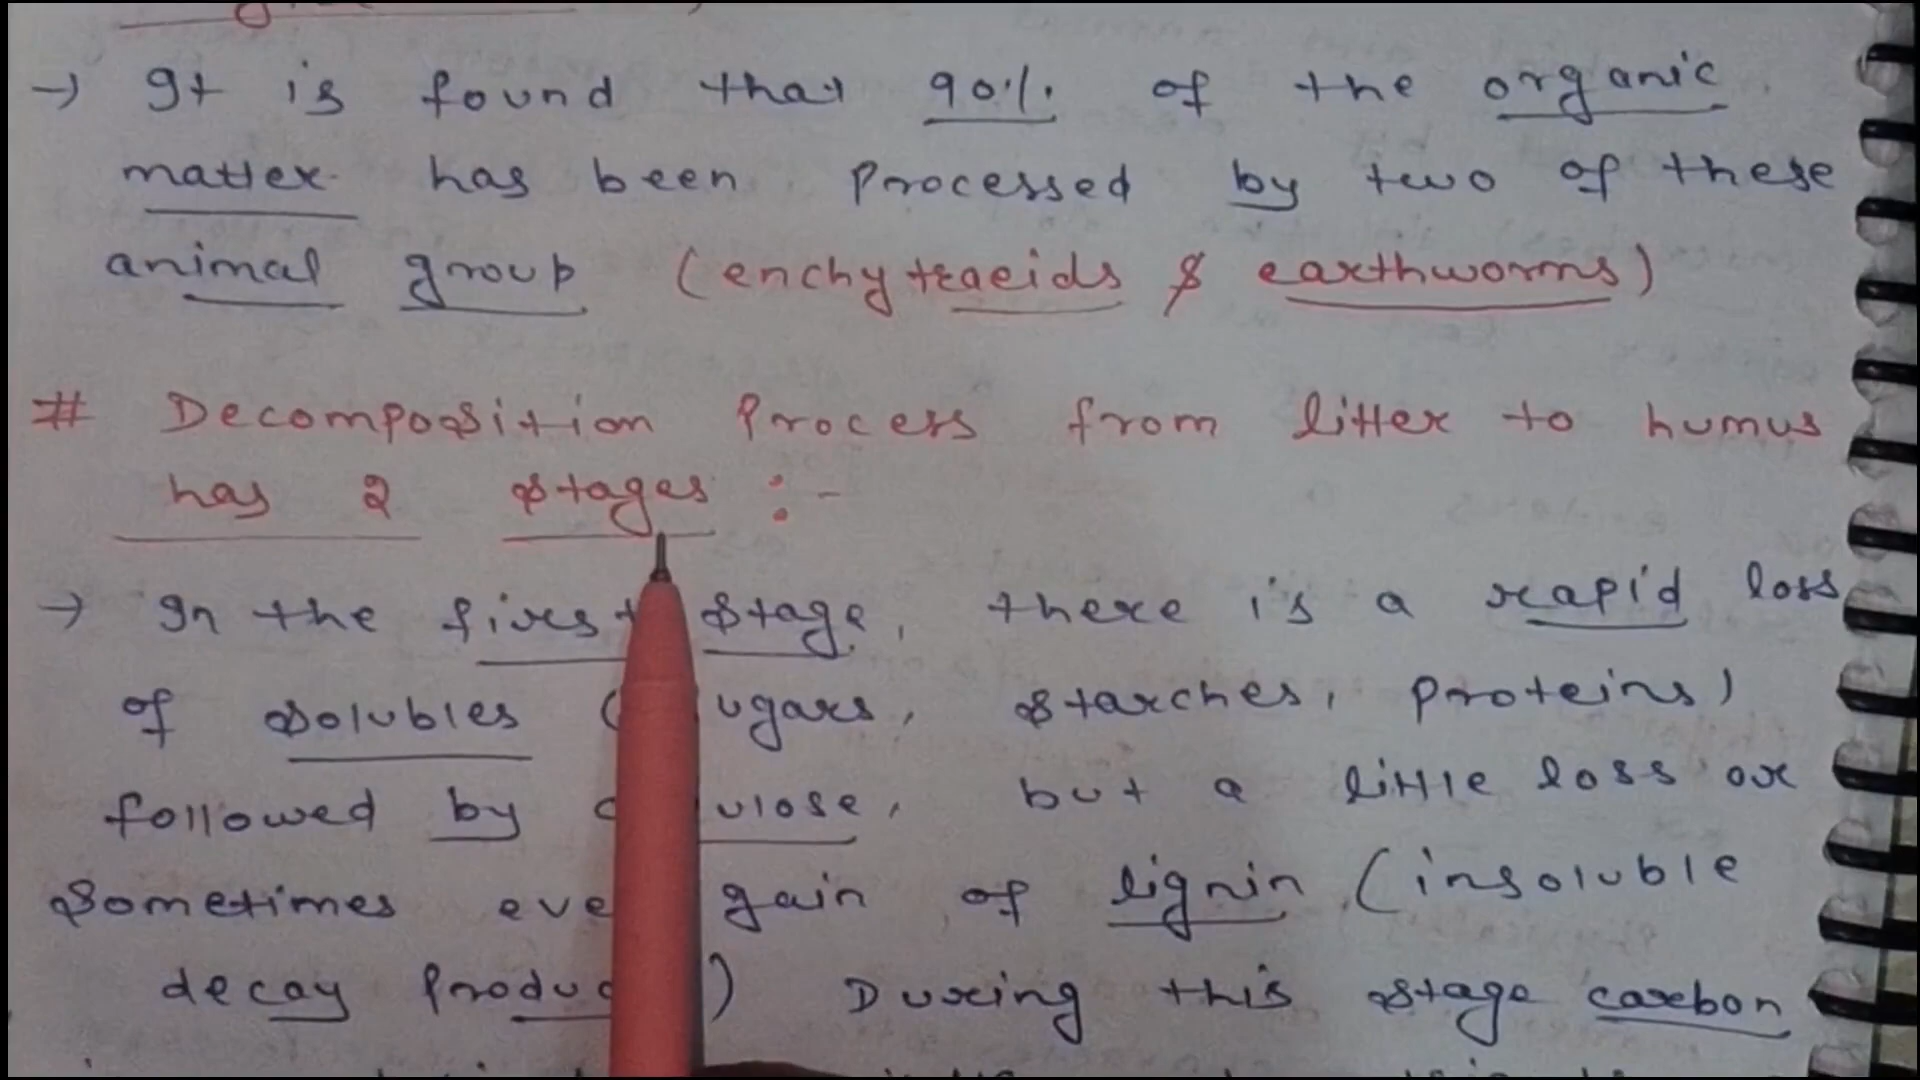 → It is found that 90% of the organic
matter has been processed by two of these
animal group (enchytraeids & earthworms)
# Decomposition process from litter to humus
has 2 stages :-
→ In the first stage, there is a rapid loss
of solubles ( ugars, starches, proteins)
followed by c ulose, but a little loss or
sometimes eve gain of lignin (insoluble
decay produc ) During this stage carbon